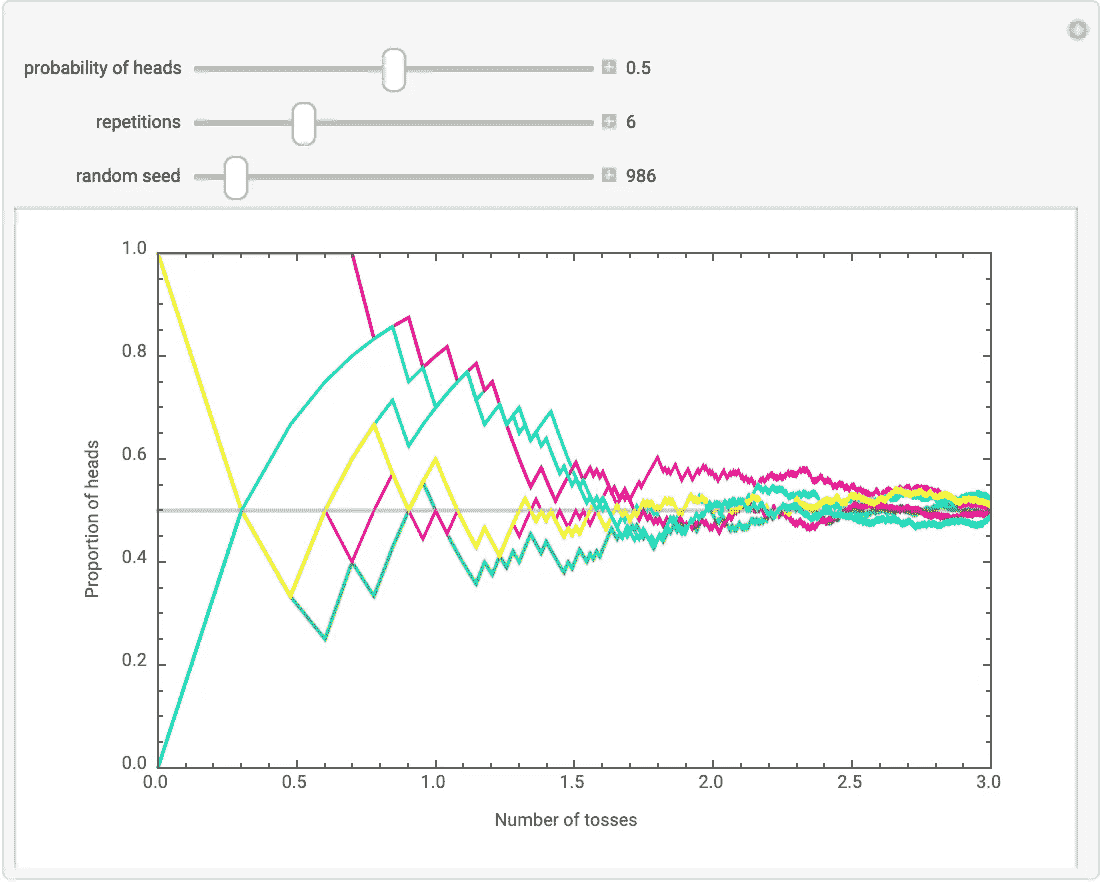 probability of heads 0.5
repetitions 6
random seed 986
1.0
0.8
0.6
0.4
0.2
0.0
Proportion of heads
0.0 0.5 1.0 1.5 2.0 2.5 3.0
Number of tosses